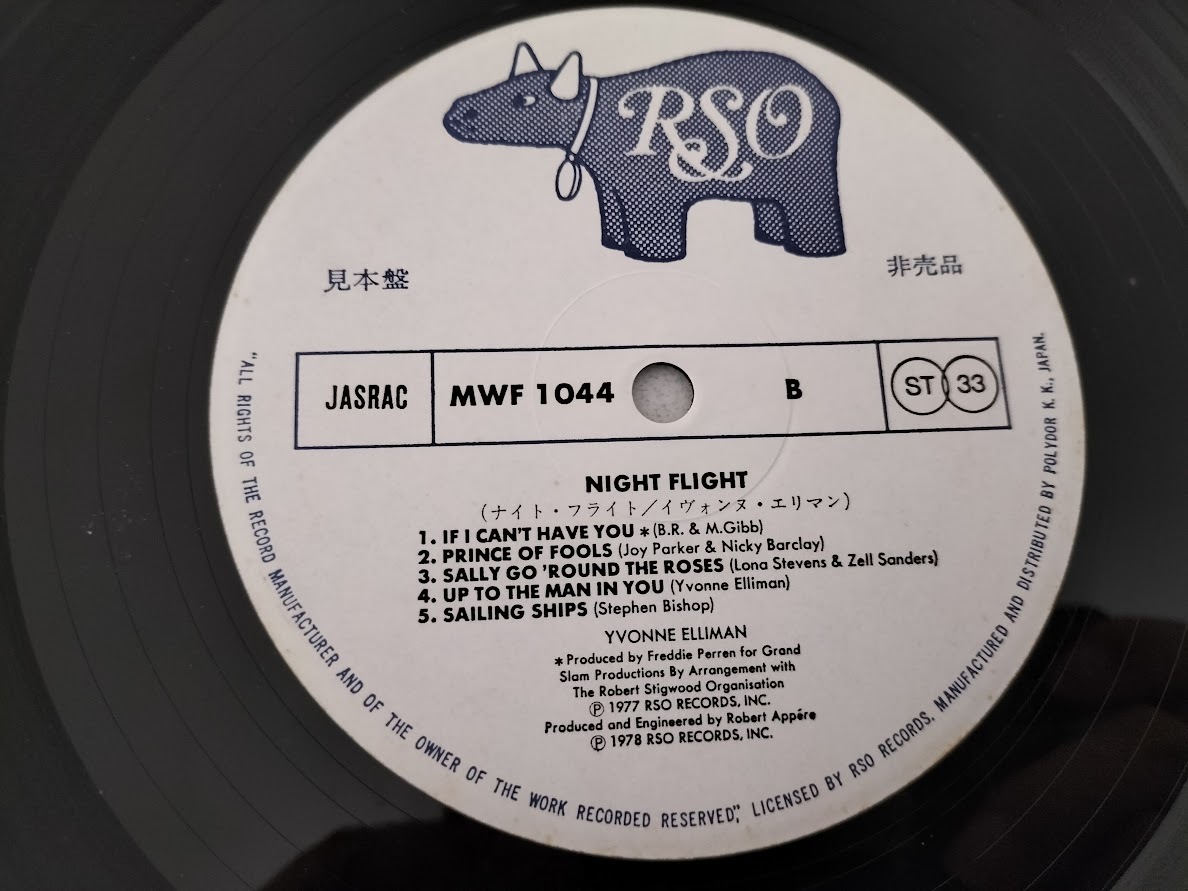 RSO
見本盤
非売品
JASRAC
MWF 1044
B
ST 33
NIGHT FLIGHT
(ナイト・フライト/イヴォンヌ・エリマン)
1. IF I CAN'T HAVE YOU * (B.R. & M.Gibb)
2. PRINCE OF FOOLS (Joy Parker & Nicky Barclay)
3. SALLY GO 'ROUND THE ROSES (Lona Stevens & Zell Sanders)
4. UP TO THE MAN IN YOU (Yvonne Elliman)
5. SAILING SHIPS (Stephen Bishop)
YVONNE ELLIMAN
* Produced by Freddie Perren for Grand
Slam Productions By Arrangement with
The Robert Stigwood Organisation
Ⓟ 1977 RSO RECORDS, INC.
Produced and Engineered by Robert Appére
Ⓟ 1978 RSO RECORDS, INC.
"ALL RIGHTS OF THE RECORD MANUFACTURER AND OF THE OWNER OF THE WORK RECORDED RESERVED", LICENSED BY RSO RECORDS. MANUFACTURED AND DISTRIBUTED BY POLYDOR K.K., JAPAN.